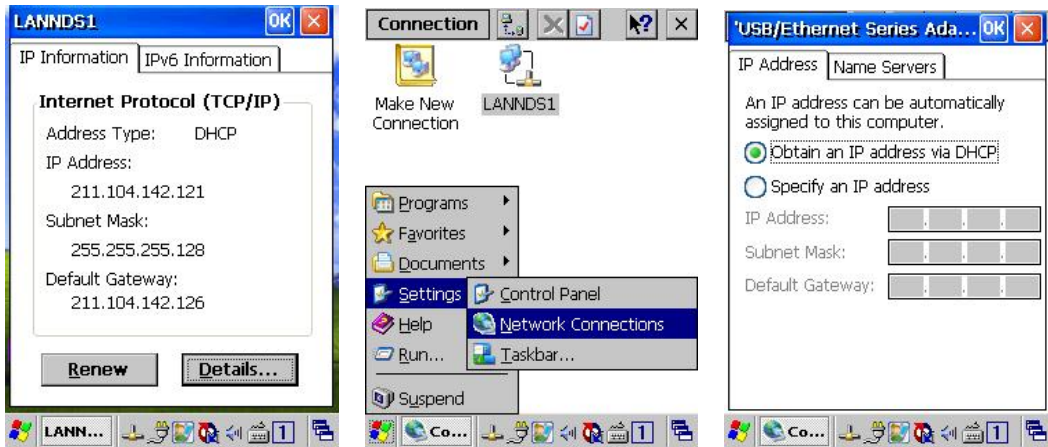 LANNDS1 OK
IP Information IPv6 Information
Internet Protocol (TCP/IP)
Address Type: DHCP
IP Address:
211.104.142.121
Subnet Mask:
255.255.255.128
Default Gateway:
211.104.142.126
Renew Details...
LANN... 1
Connection ?
Make New
Connection
LANNDS1
Programs
Favorites
Documents
Settings
Help
Run...
Suspend
Control Panel
Network Connections
Taskbar...
Co... 1
'USB/Ethernet Series Ada... OK
IP Address Name Servers
An IP address can be automatically
assigned to this computer.
Obtain an IP address via DHCP
Specify an IP address
IP Address:
Subnet Mask:
Default Gateway:
Co... 1